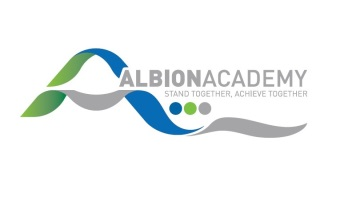 ALBIONACADEMY
STAND TOGETHER, ACHIEVE TOGETHER